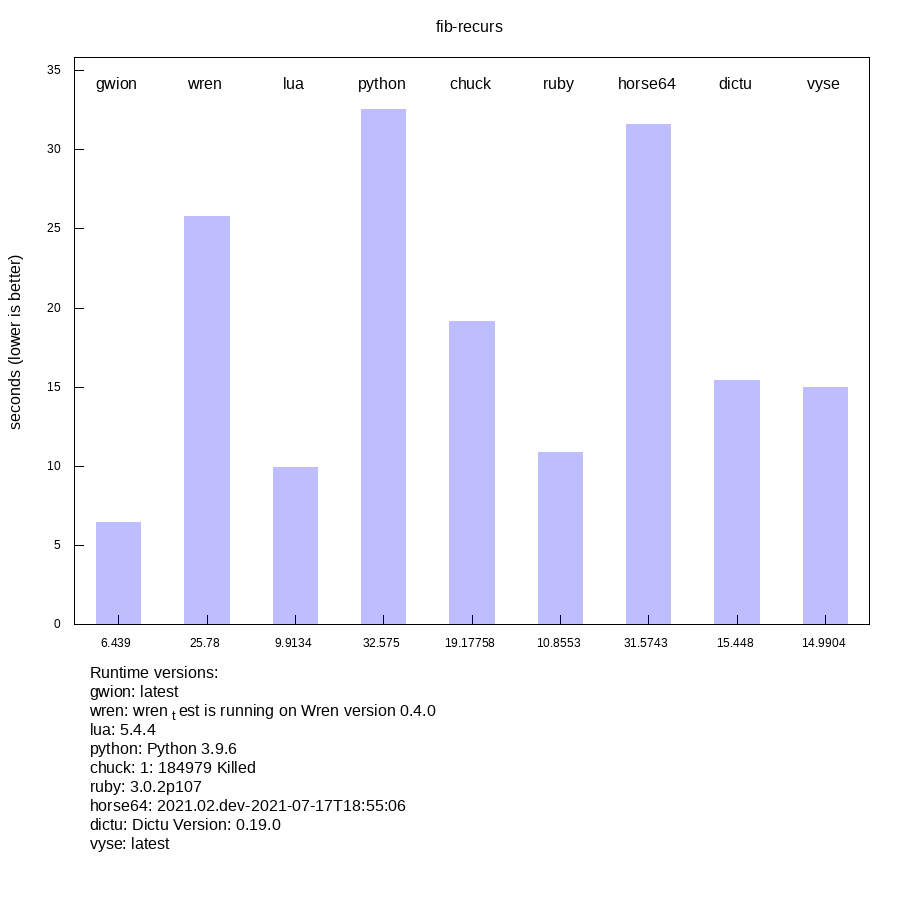 fib-recurs
35
gwion wren lua python chuck ruby horse64 dictu vyse
30
25
20
15
10
5
0
seconds (lower is better)
6.439 25.78 9.9134 32.575 19.17758 10.8553 31.5743 15.448 14.9904
Runtime versions:
gwion: latest
wren: wren t est is running on Wren version 0.4.0
lua: 5.4.4
python: Python 3.9.6
chuck: 1: 184979 Killed
ruby: 3.0.2p107
horse64: 2021.02.dev-2021-07-17T18:55:06
dictu: Dictu Version: 0.19.0
vyse: latest